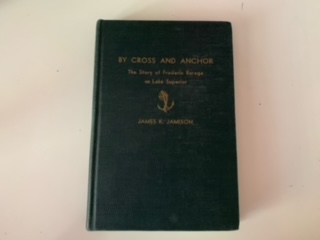 BY CROSS AND ANCHOR
The Story of Frederic Baraga
on Lake Superior
JAMES K. JAMISON